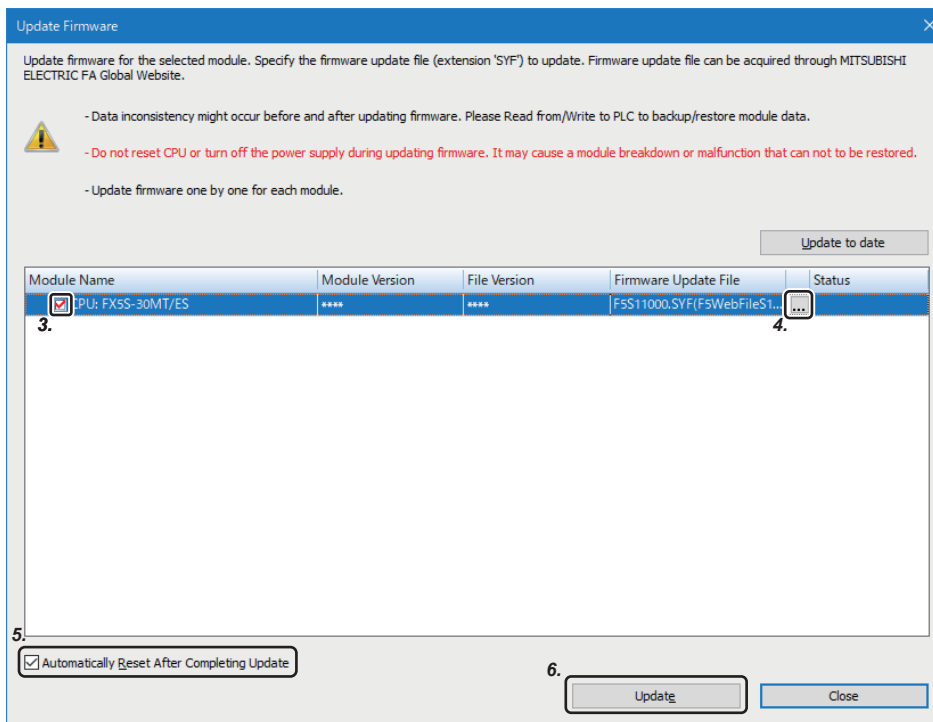 Update Firmware
Update firmware for the selected module. Specify the firmware update file (extension 'SYF') to update. Firmware update file can be acquired through MITSUBISHI
ELECTRIC FA Global Website.
- Data inconsistency might occur before and after updating firmware. Please Read from/Write to PLC to backup/restore module data.
- Do not reset CPU or turn off the power supply during updating firmware. It may cause a module breakdown or malfunction that can not to be restored.
- Update firmware one by one for each module.
Update to date
Module Name Module Version File Version Firmware Update File Status
CPU: FX5S-30MT/ES **** **** F5S11000.SYF(F5WebFileS1... ...
3. 4.
5.
Automatically Reset After Completing Update
6.
Update Close